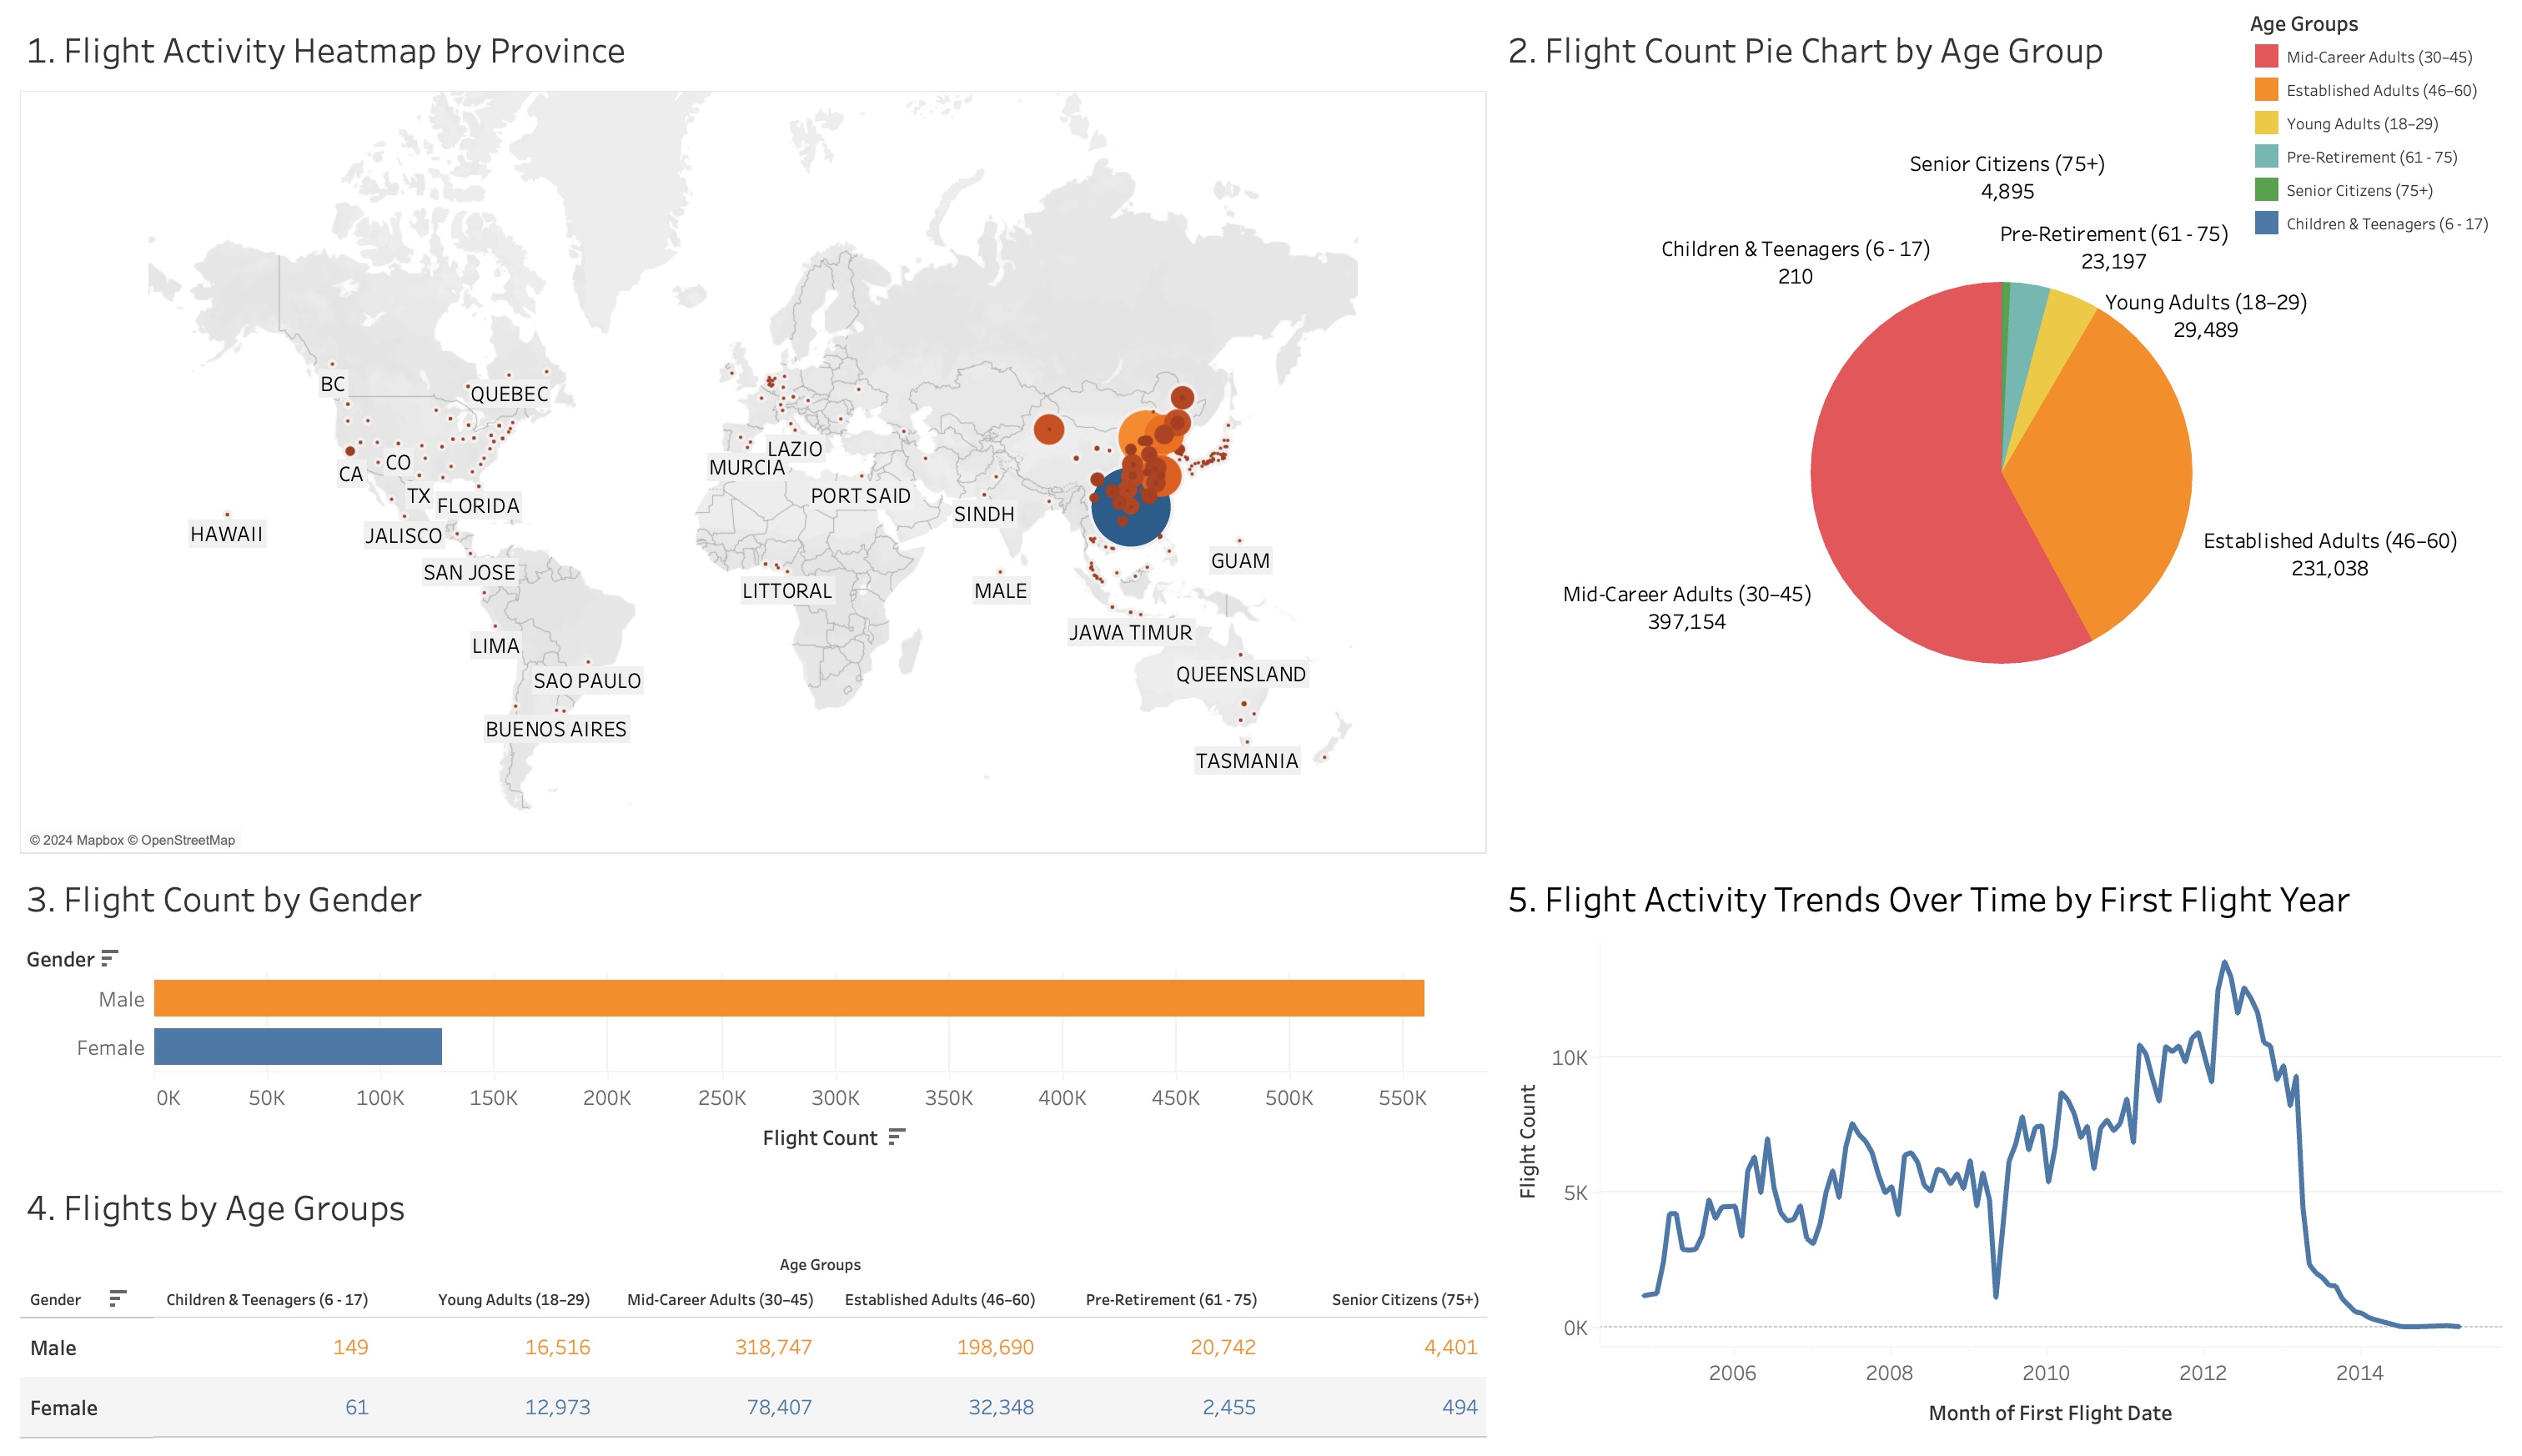 1. Flight Activity Heatmap by Province
BC
QUEBEC
CA
CO
TX
FLORIDA
HAWAII
JALISCO
SAN JOSE
LIMA
SAO PAULO
BUENOS AIRES
LAZIO
MURCIA
PORT SAID
SINDH
LITTORAL
MALE
GUAM
JAWA TIMUR
QUEENSLAND
TASMANIA
© 2024 Mapbox © OpenStreetMap
2. Flight Count Pie Chart by Age Group
Age Groups
Mid-Career Adults (30–45)
Established Adults (46–60)
Young Adults (18–29)
Pre-Retirement (61 - 75)
Senior Citizens (75+)
Children & Teenagers (6 - 17)
Senior Citizens (75+)
4,895
Pre-Retirement (61 - 75)
23,197
Children & Teenagers (6 - 17)
210
Young Adults (18–29)
29,489
Established Adults (46–60)
231,038
Mid-Career Adults (30–45)
397,154
3. Flight Count by Gender
Gender
Male
Female
0K 50K 100K 150K 200K 250K 300K 350K 400K 450K 500K 550K
Flight Count
4. Flights by Age Groups
Age Groups
Gender Children & Teenagers (6 - 17) Young Adults (18–29) Mid-Career Adults (30–45) Established Adults (46–60) Pre-Retirement (61 - 75) Senior Citizens (75+)
Male 149 16,516 318,747 198,690 20,742 4,401
Female 61 12,973 78,407 32,348 2,455 494
5. Flight Activity Trends Over Time by First Flight Year
Flight Count
10K
5K
0K
2006 2008 2010 2012 2014
Month of First Flight Date